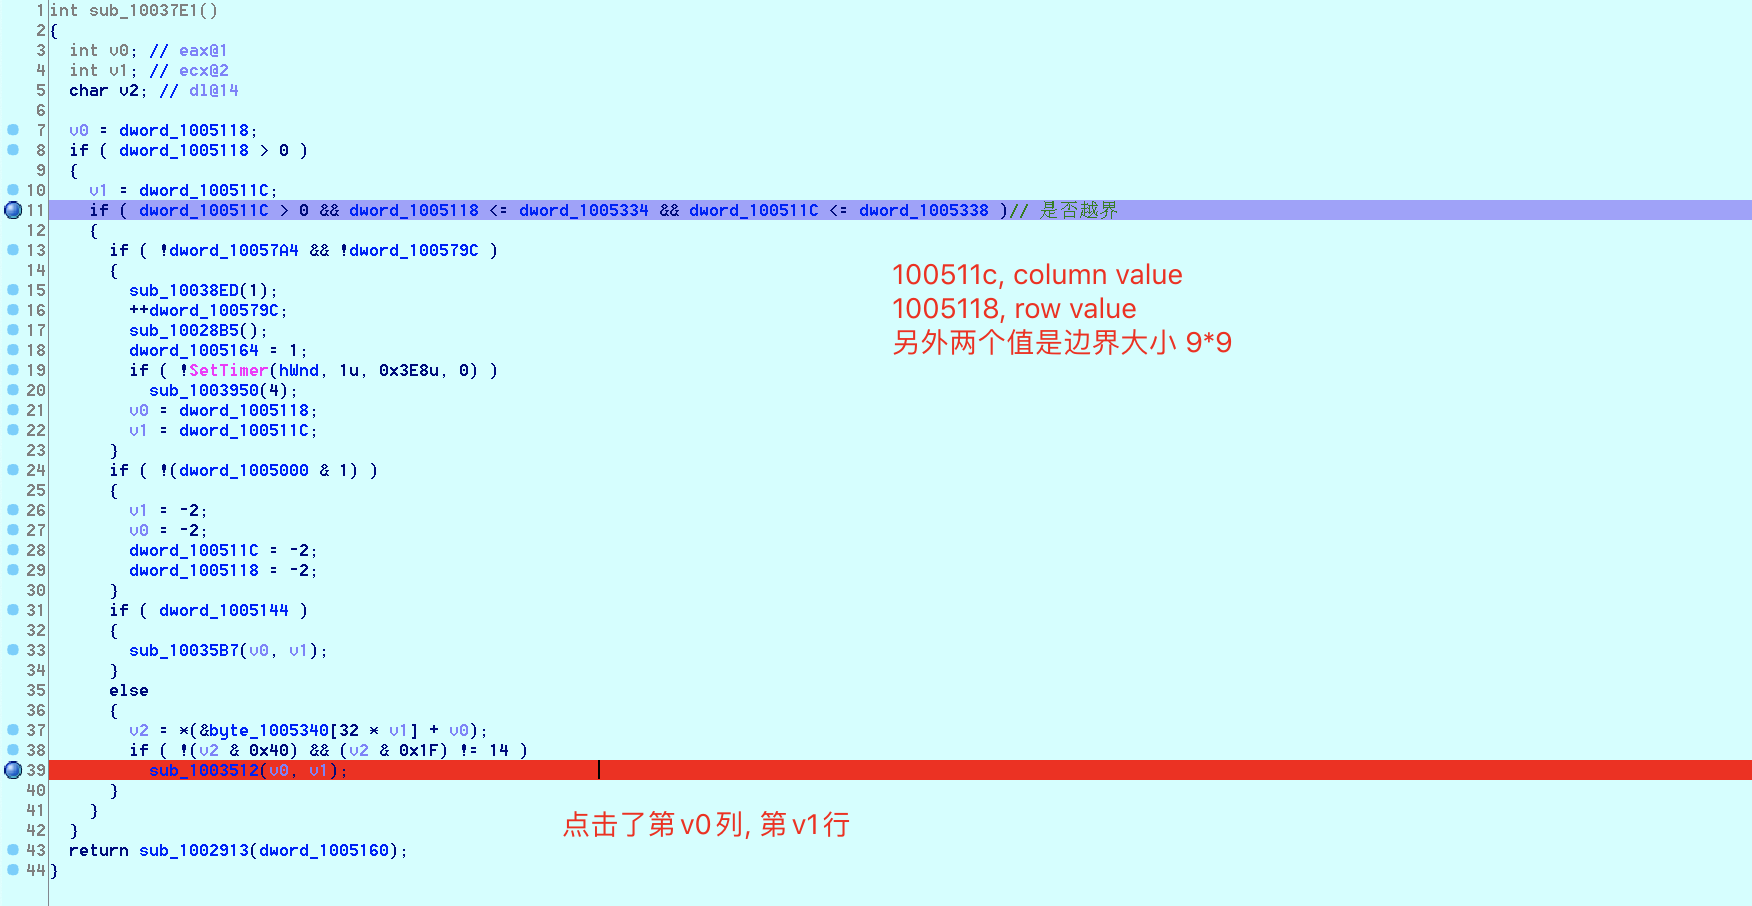 1 int sub_10037E1()
2 {
3 int v0; // eax@1
4 int v1; // ecx@2
5 char v2; // dl@14
6
7 v0 = dword_1005118;
8 if ( dword_1005118 > 0 )
9 {
10 v1 = dword_100511C;
11 if ( dword_100511C > 0 && dword_1005118 <= dword_1005334 && dword_100511C <= dword_1005338 )// 是否越界
12 {
13 if ( !dword_10057A4 && !dword_100579C )
14 {
15 sub_10038ED(1);
16 ++dword_100579C;
17 sub_10028B5();
18 dword_1005164 = 1;
19 if ( !SetTimer(hWnd, 1u, 0x3E8u, 0) )
20 sub_1003950(4);
21 v0 = dword_1005118;
22 v1 = dword_100511C;
23 }
24 if ( !(dword_1005000 & 1) )
25 {
26 v1 = -2;
27 v0 = -2;
28 dword_100511C = -2;
29 dword_1005118 = -2;
30 }
31 if ( dword_1005144 )
32 {
33 sub_10035B7(v0, v1);
34 }
35 else
36 {
37 v2 = *(&byte_1005340[32 * v1] + v0);
38 if ( !(v2 & 0x40) && (v2 & 0x1F) != 14 )
39 sub_1003512(v0, v1);
40 }
41 }
42 }
43 return sub_1002913(dword_1005160);
44 }
100511c, column value
1005118, row value
另外两个值是边界大小 9*9
点击了第v0列, 第v1行